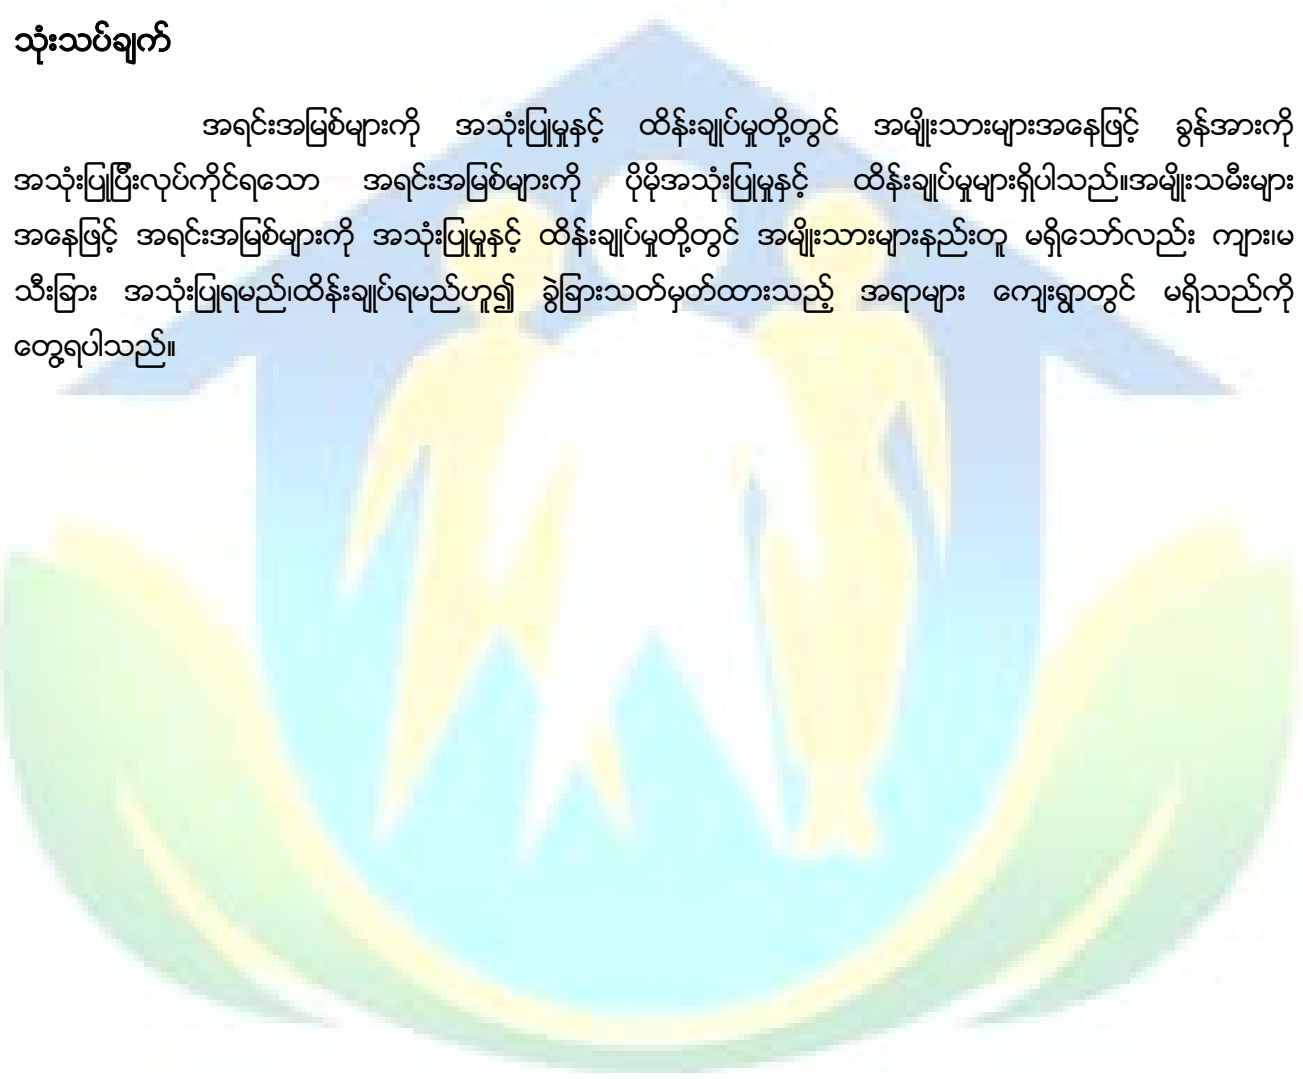 သုံးသပ်ချက်
အရင်းအမြစ်များကို အသုံးပြုမှုနှင့် ထိန်းချုပ်မှုတို့တွင် အမျိုးသားများအနေဖြင့် ခွန်အားကို
အသုံးပြုပြီးလုပ်ကိုင်ရသော အရင်းအမြစ်များကို ပိုမိုအသုံးပြုမှုနှင့် ထိန်းချုပ်မှုများရှိပါသည်။အမျိုးသမီးများ
အနေဖြင့် အရင်းအမြစ်များကို အသုံးပြုမှုနှင့် ထိန်းချုပ်မှုတို့တွင် အမျိုးသားများနည်းတူ မရှိသော်လည်း ကျား၊မ
သီးခြား အသုံးပြုရမည်၊ထိန်းချုပ်ရမည်ဟူ၍ ခွဲခြားသတ်မှတ်ထားသည့် အရာများ ကျေးရွာတွင် မရှိသည်ကို
တွေ့ရပါသည်။